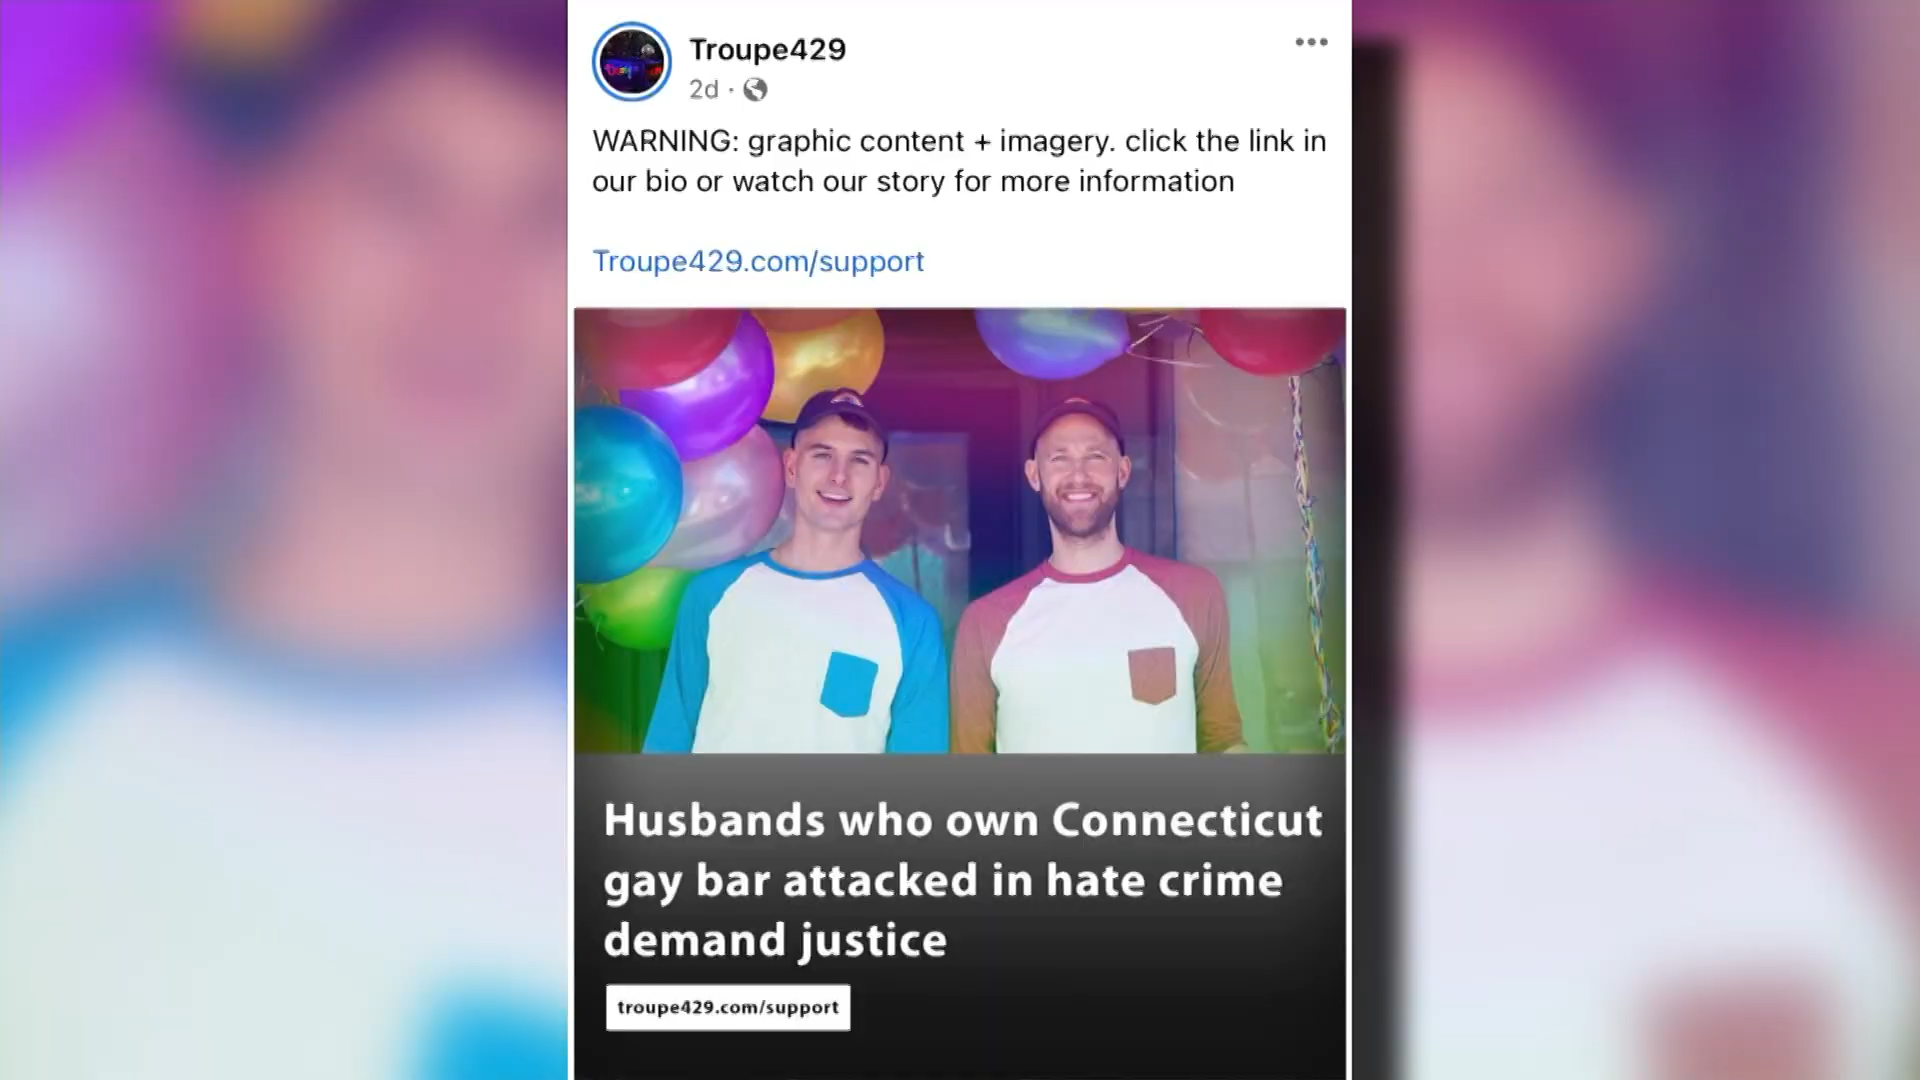 Troupe429
2d ·
WARNING: graphic content + imagery. click the link in
our bio or watch our story for more information
Troupe429.com/support
Husbands who own Connecticut
gay bar attacked in hate crime
demand justice
troupe429.com/support